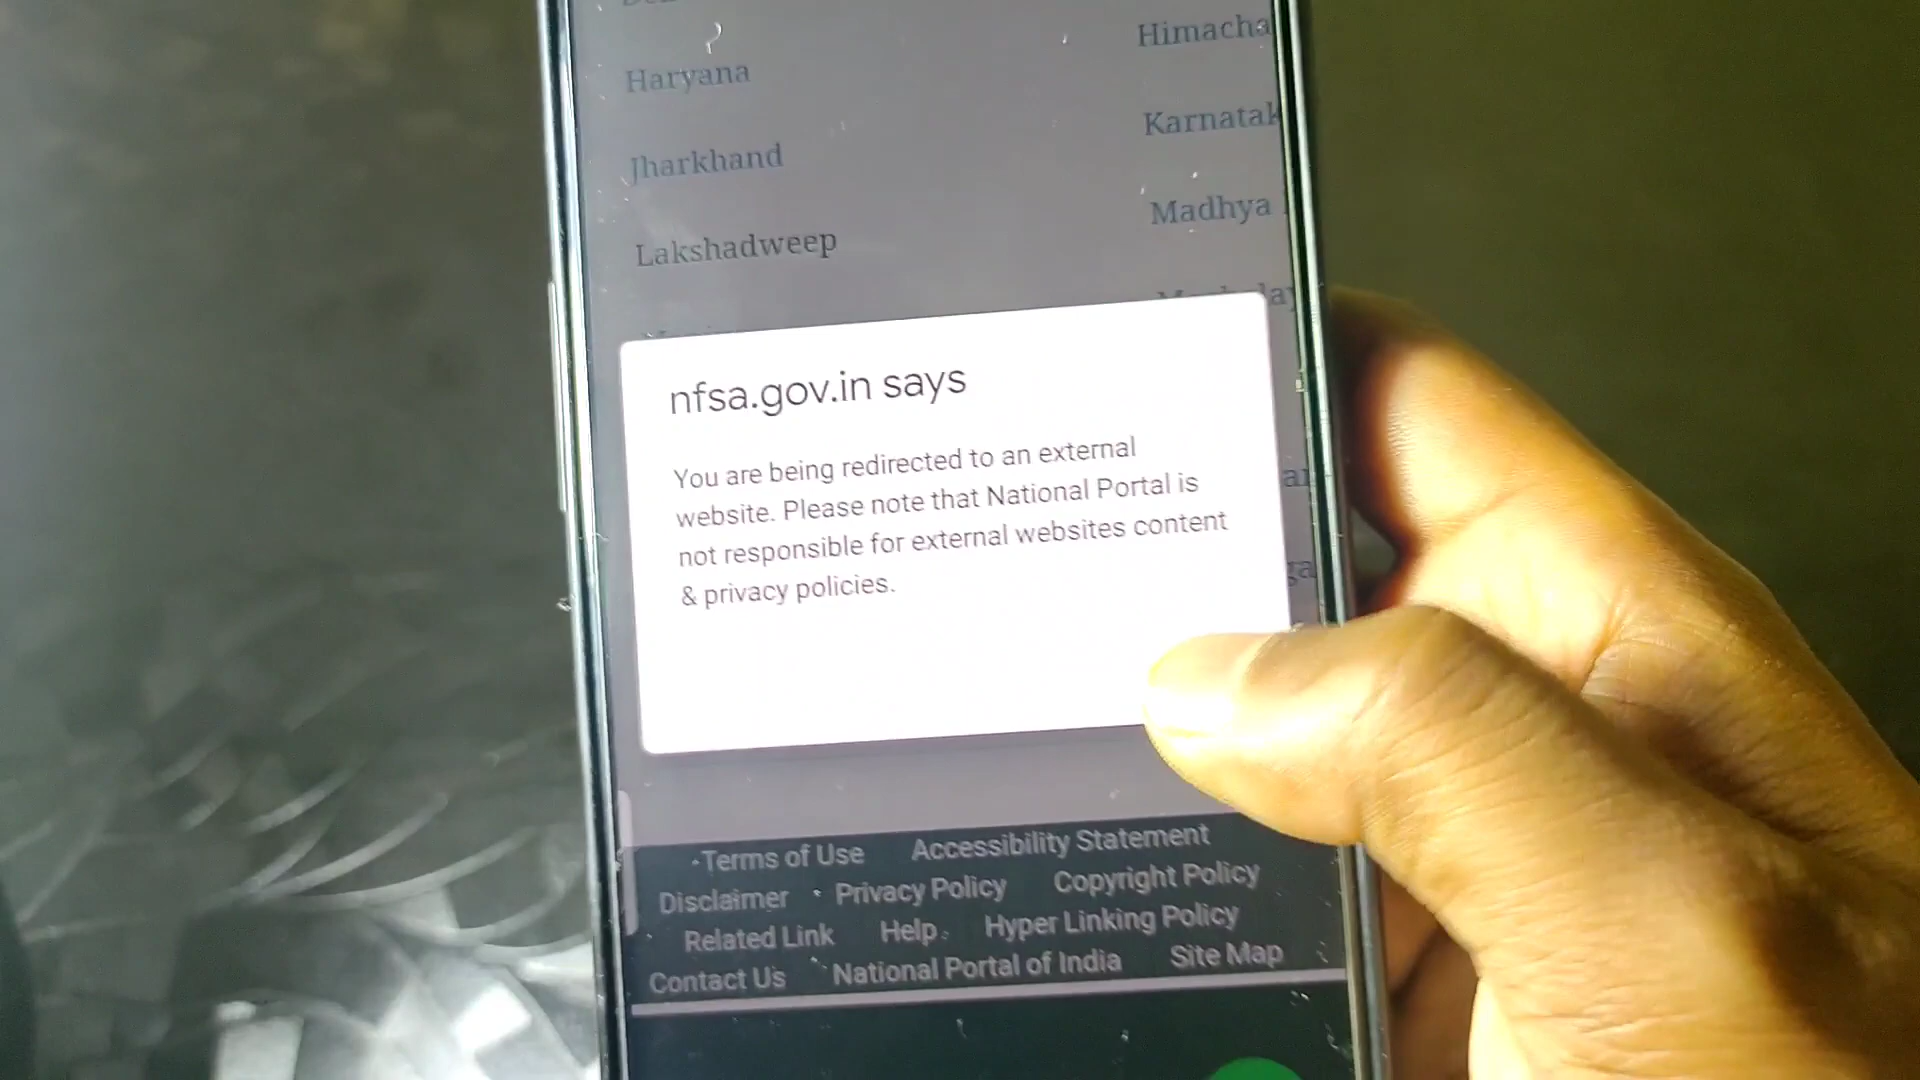 Himacha
Haryana
Karnatak
Jharkhand
Madhya
Lakshadweep
nfsa.gov.in says
You are being redirected to an external
website. Please note that National Portal is
not responsible for external websites content
& privacy policies.
Terms of Use Accessibility Statement
Disclaimer Privacy Policy Copyright Policy
Related Link Help Hyper Linking Policy
Contact Us National Portal of India Site Map